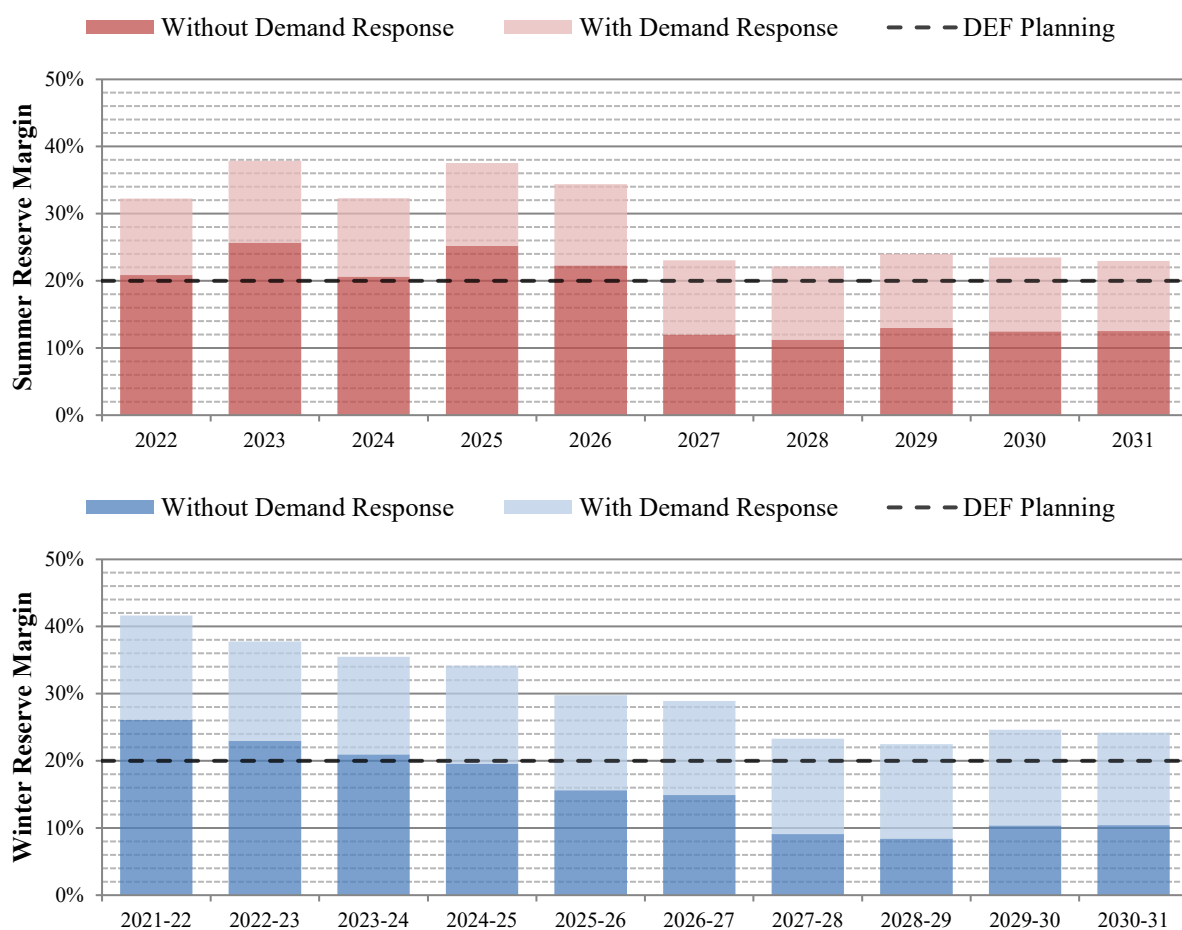 Without Demand Response With Demand Response DEF Planning
Summer Reserve Margin
50%
40%
30%
20%
10%
0%
2022 2023 2024 2025 2026 2027 2028 2029 2030 2031
Without Demand Response With Demand Response DEF Planning
Winter Reserve Margin
50%
40%
30%
20%
10%
0%
2021-22 2022-23 2023-24 2024-25 2025-26 2026-27 2027-28 2028-29 2029-30 2030-31